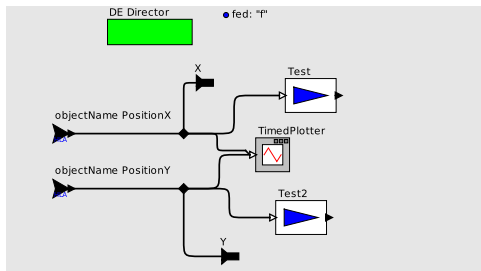 DE Director
fed: "f"
X
Test
objectName PositionX
TimedPlotter
objectName PositionY
Test2
Y